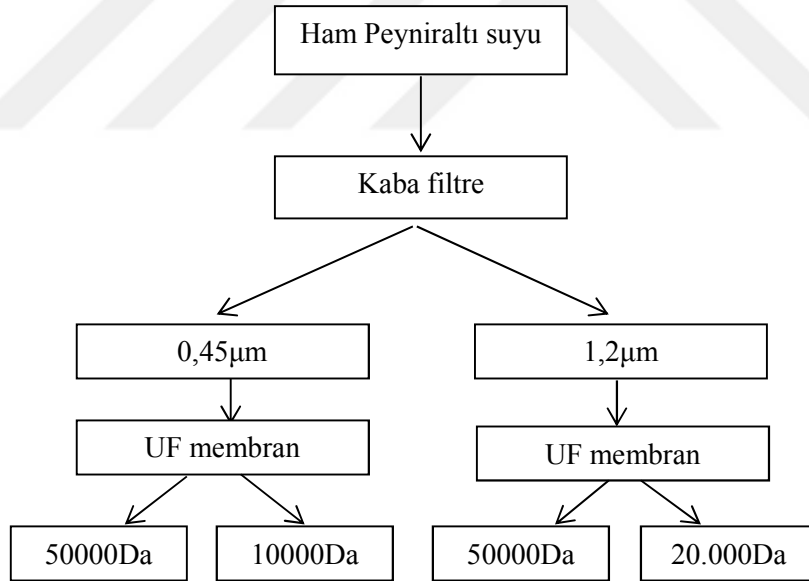 Ham Peyniraltı suyu
Kaba filtre
0,45μm
1,2μm
UF membran
UF membran
50000Da
10000Da
50000Da
20.000Da